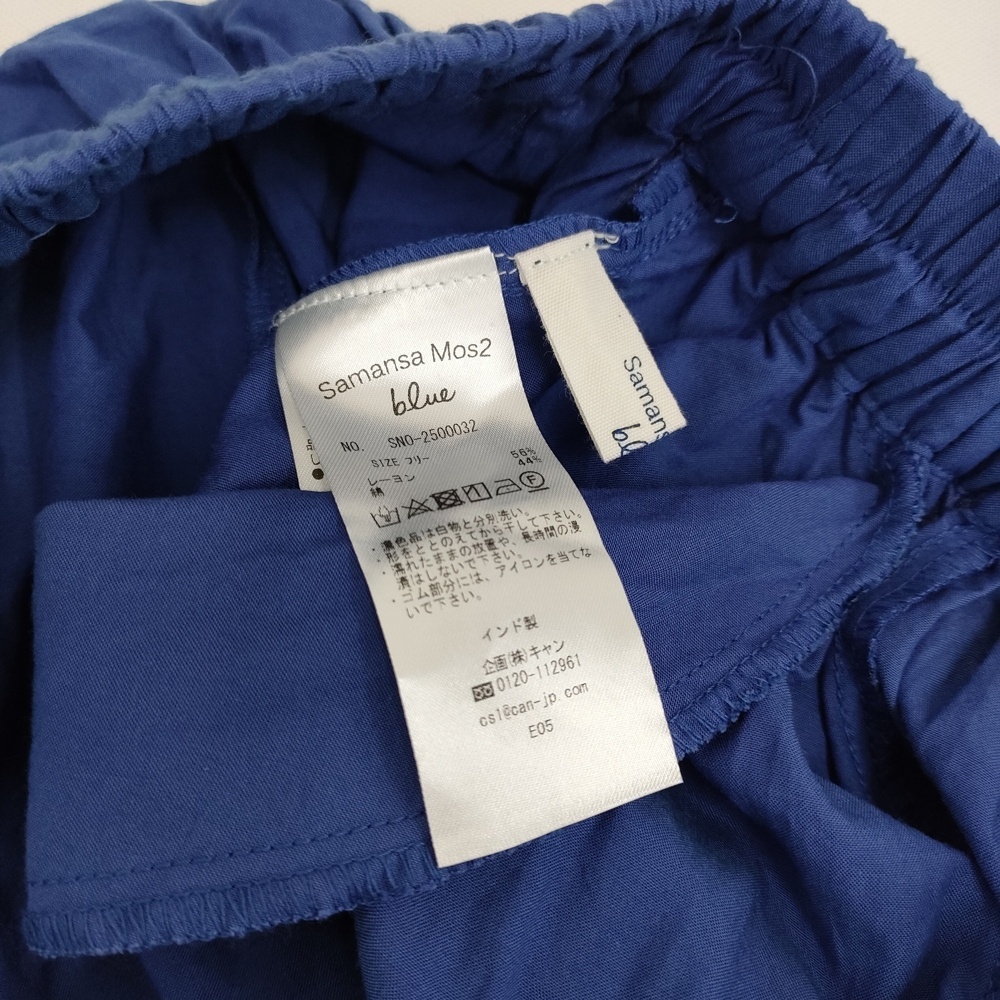 Samansa Mos2
blue
NO. SNO-2500032
SIZE フリー
レーヨン 56%
綿 44%
・濃色品は白物と分別洗い。
形をととのえてから干して下さい。
・濡れたままの放置や、長時間の浸
漬はしないで下さい。
・ゴム部分には、アイロンを当てな
いで下さい。
インド製
企画(株)キャン
0120-112961
cs1@can-jp.com
E05
Samans
bl
品
し